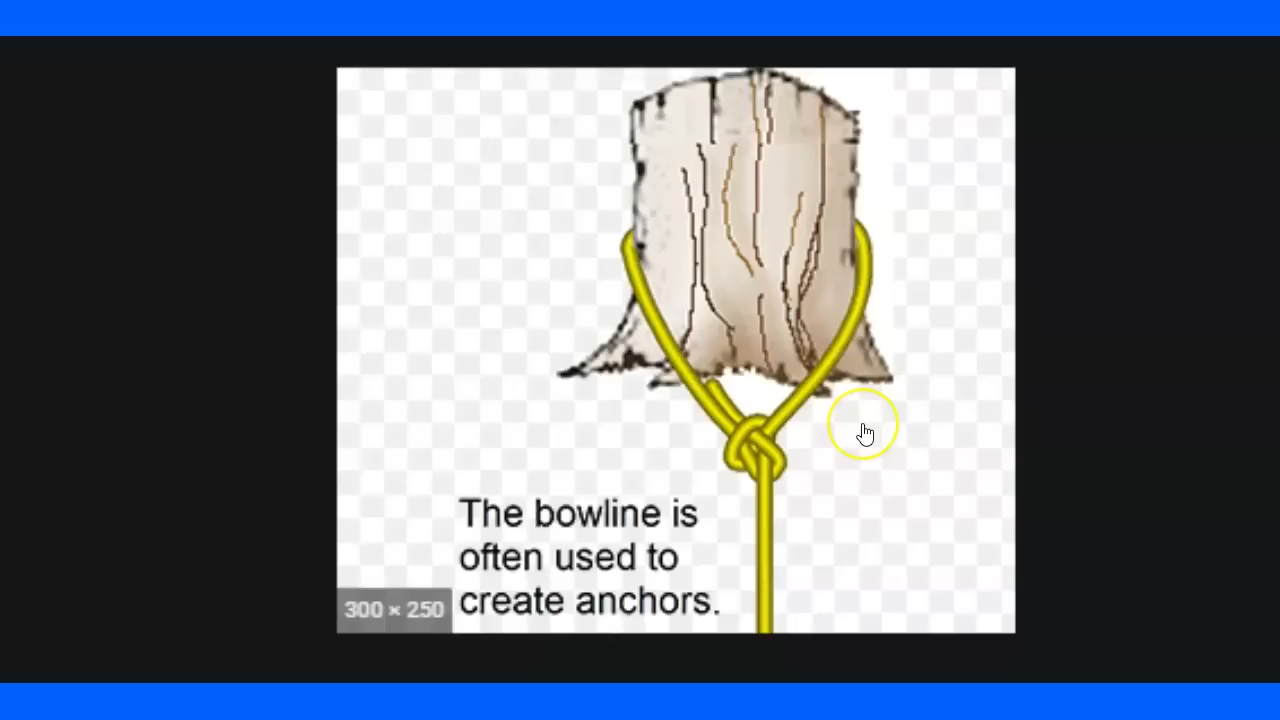 The bowline is
often used to
create anchors.
300 × 250